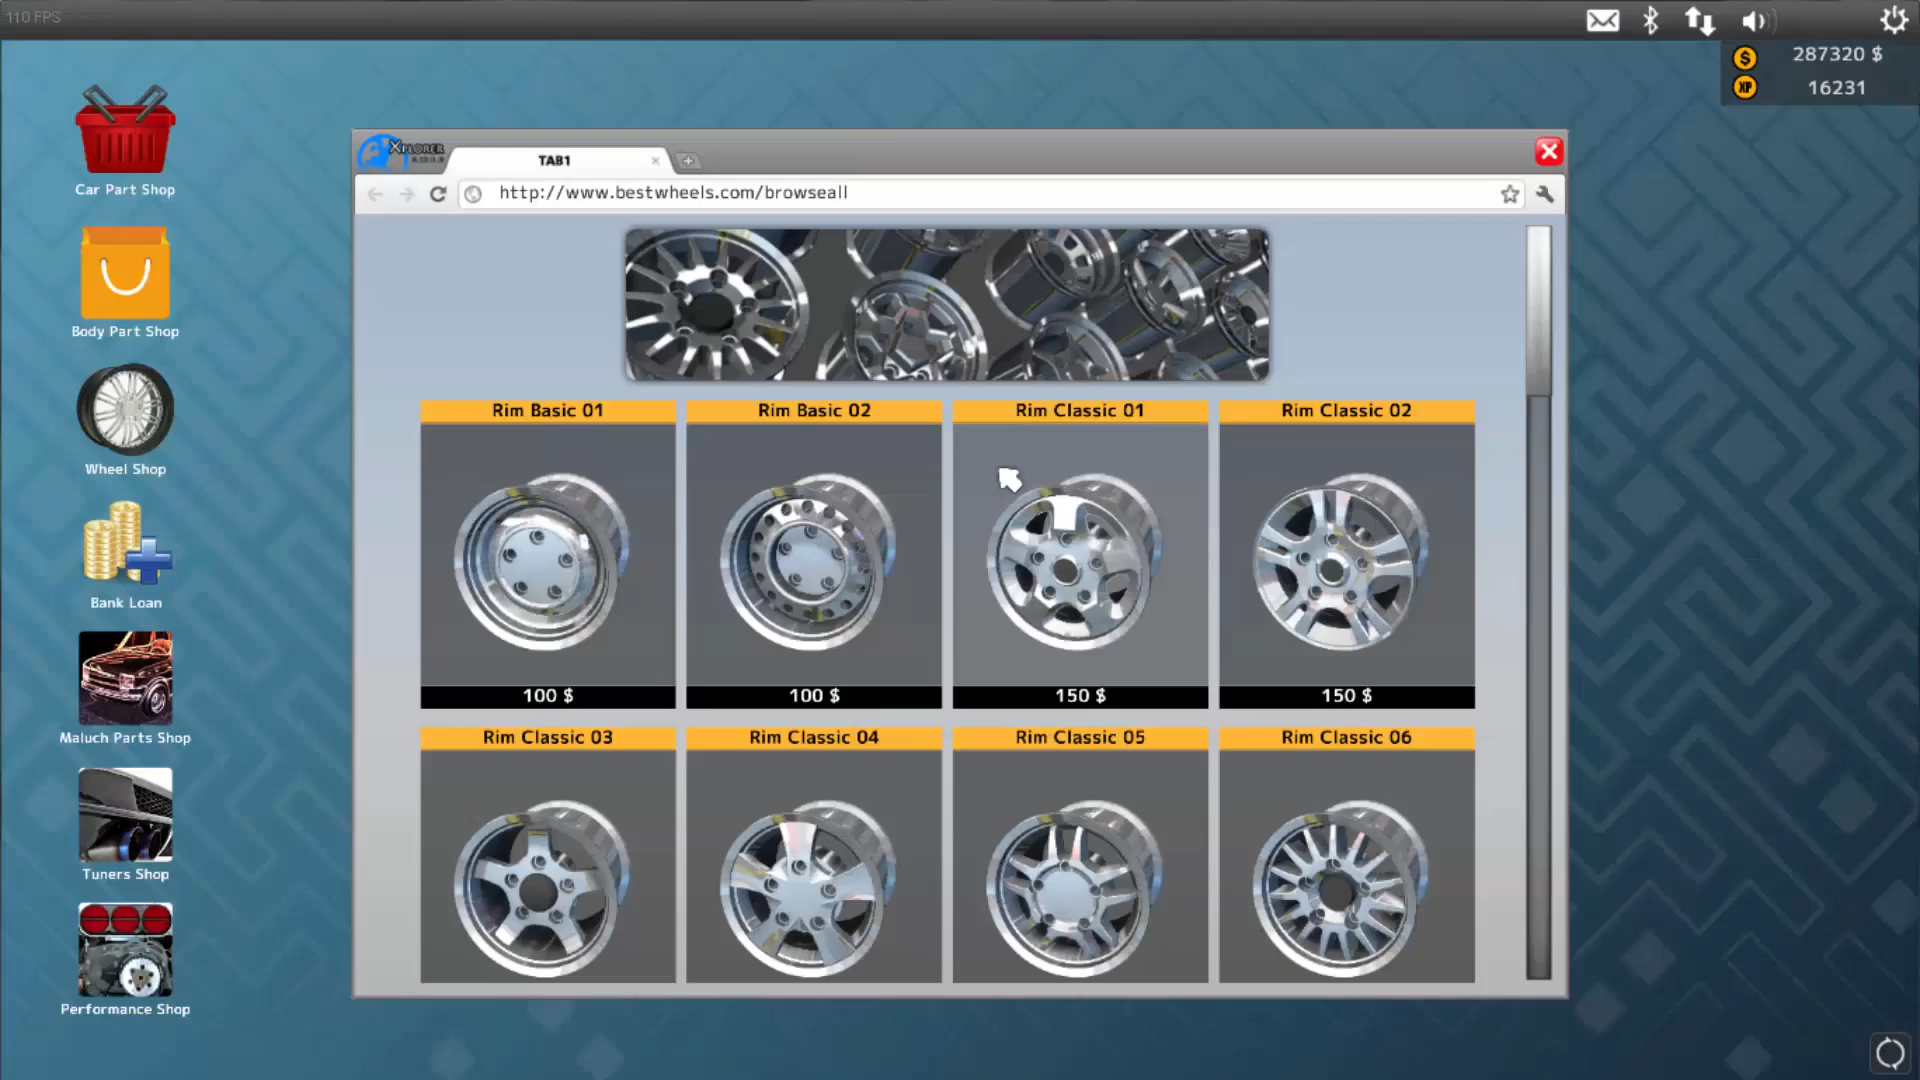 110 FPS
287320 $
XP 16231
Car Part Shop
Body Part Shop
Wheel Shop
Bank Loan
Maluch Parts Shop
Tuners Shop
Performance Shop
XPLORER
TAB1
http://www.bestwheels.com/browseall
Rim Basic 01
Rim Basic 02
Rim Classic 01
Rim Classic 02
100 $
100 $
150 $
150 $
Rim Classic 03
Rim Classic 04
Rim Classic 05
Rim Classic 06